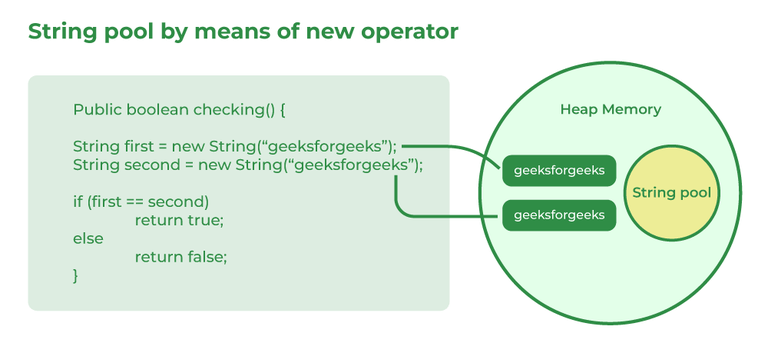 String pool by means of new operator
Public boolean checking() {
String first = new String(“geeksforgeeks”);
String second = new String(“geeksforgeeks”);
if (first == second)
return true;
else
return false;
}
Heap Memory
geeksforgeeks
geeksforgeeks
String pool